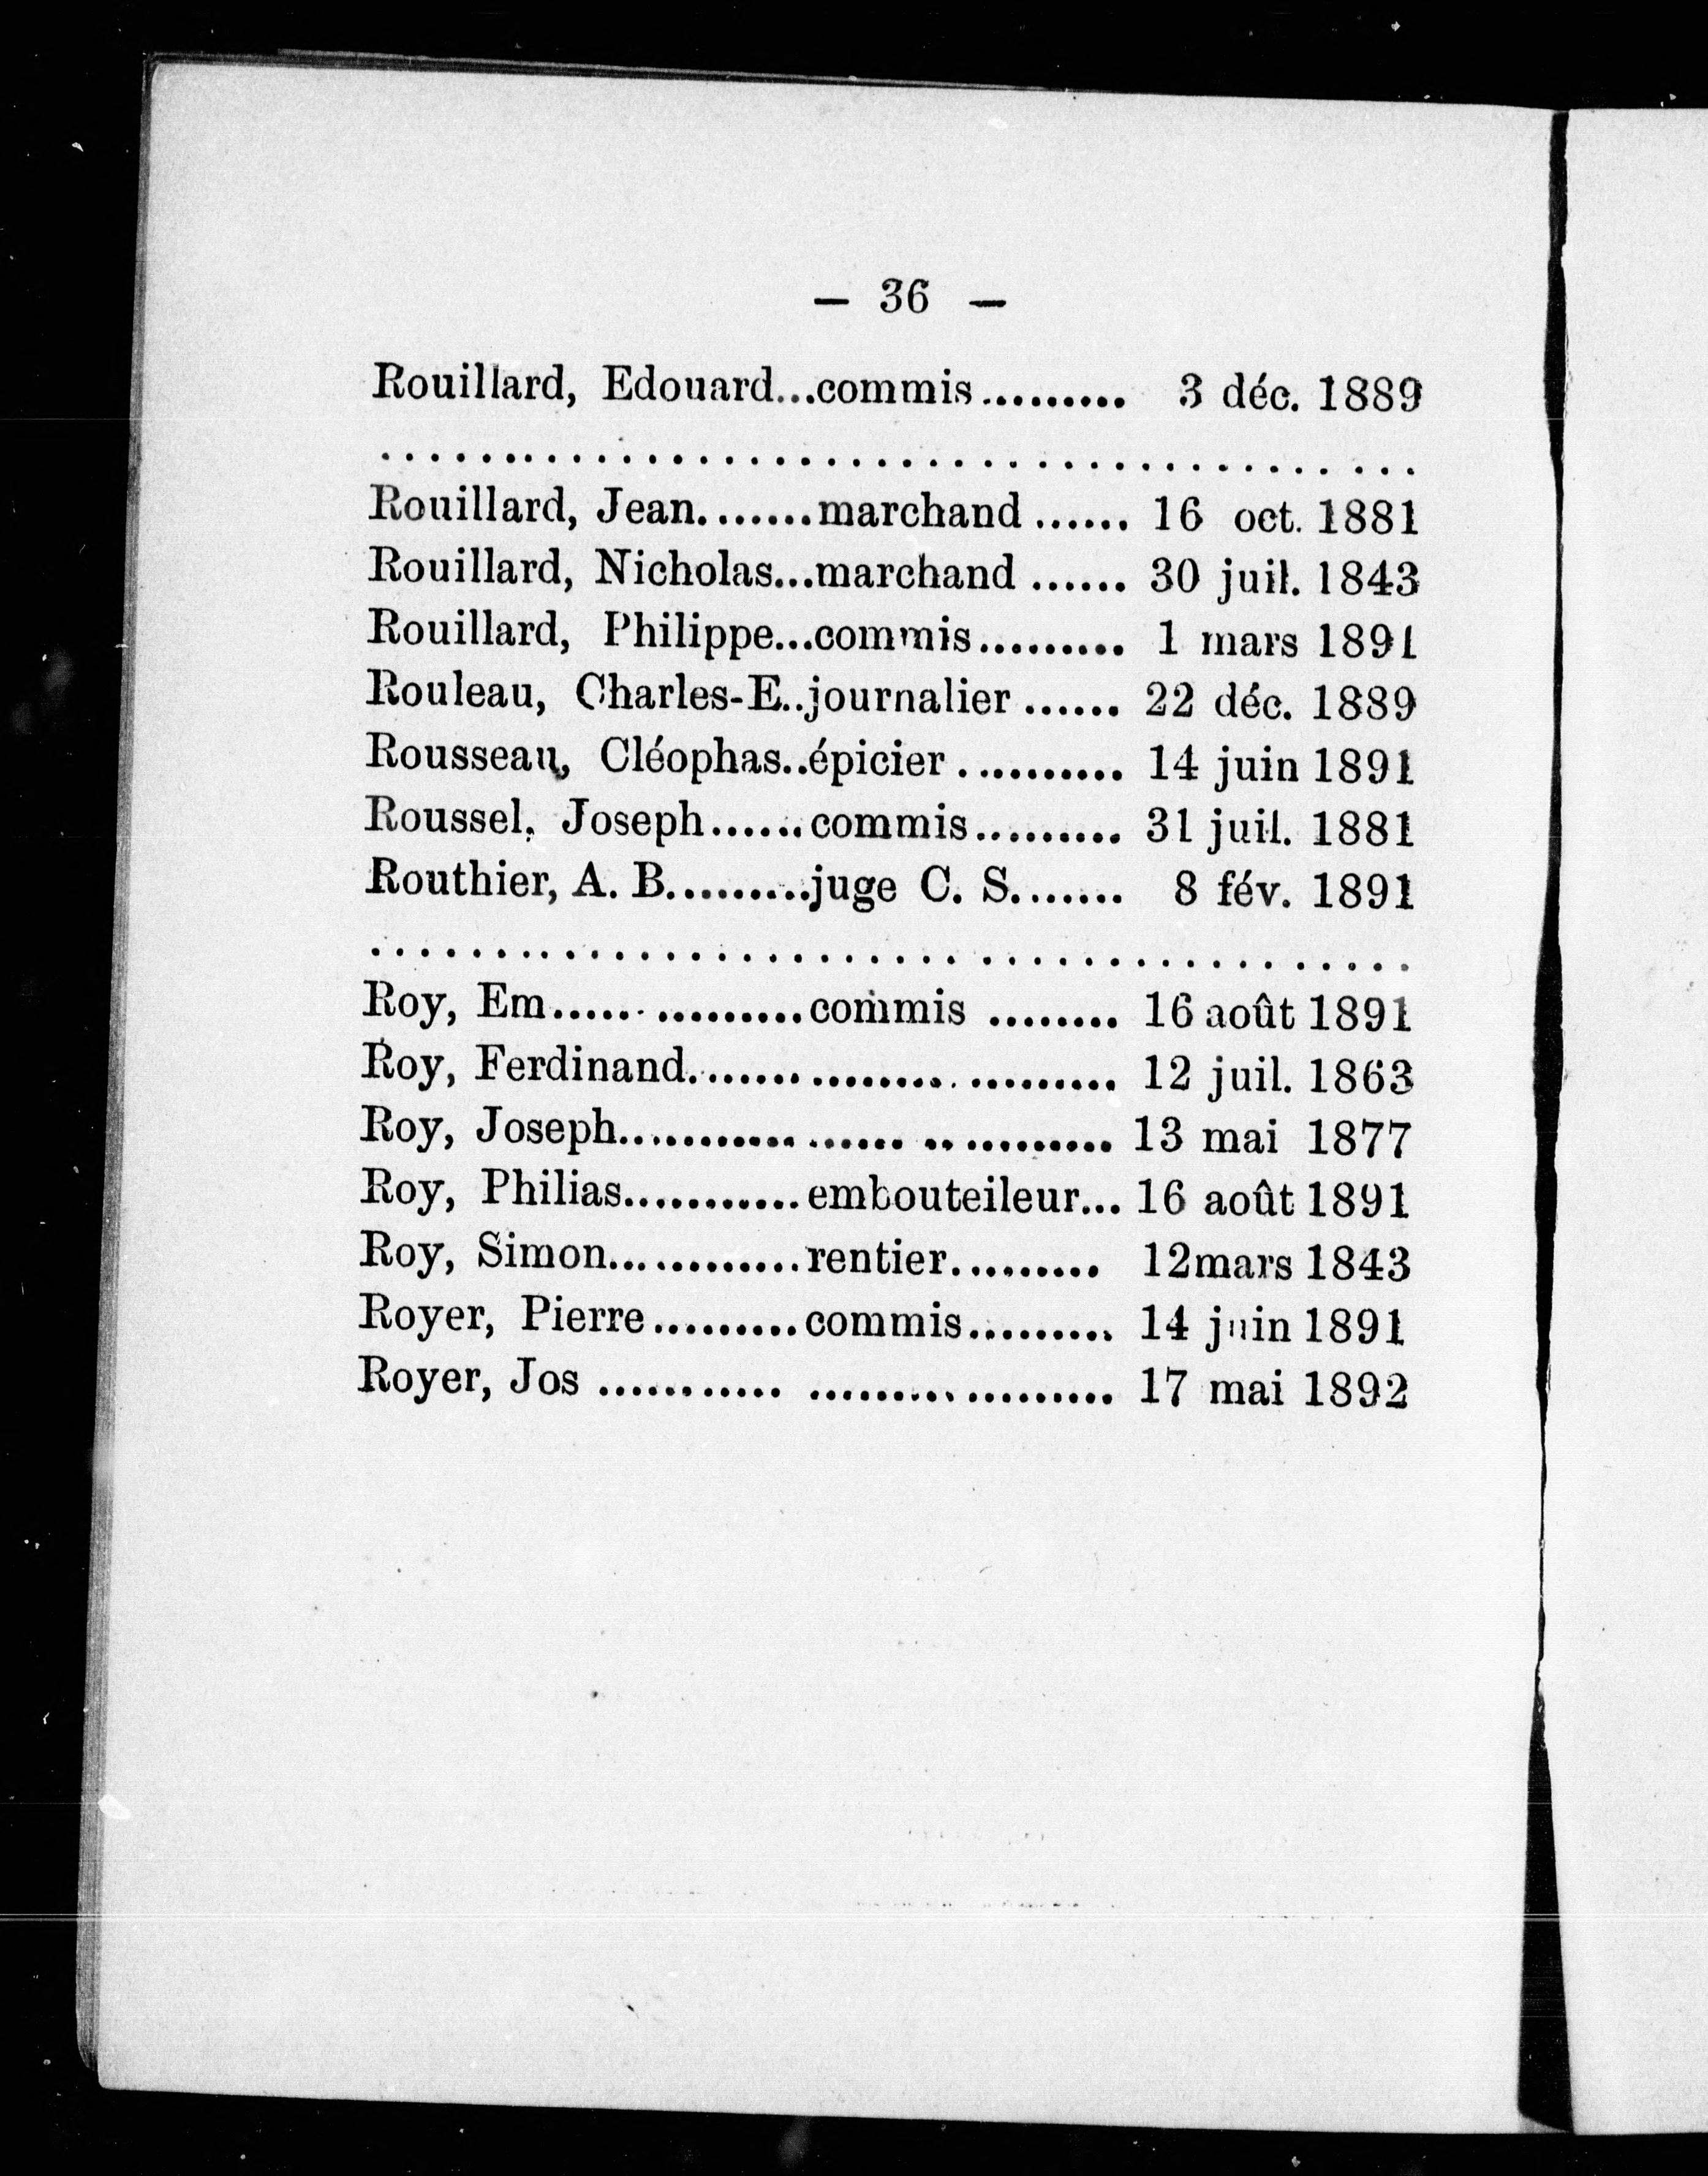 — 36 —
Rouillard, Edouard...commis......... 3 déc. 1889
..........................................
Rouillard, Jean........marchand ...... 16 oct. 1881
Rouillard, Nicholas...marchand ...... 30 juil. 1843
Rouillard, Philippe...commis......... 1 mars 1891
Rouleau, Charles-E..journalier ...... 22 déc. 1889
Rousseau, Cléophas..épicier .......... 14 juin 1891
Roussel, Joseph......commis......... 31 juil. 1881
Routhier, A. B.........juge C. S....... 8 fév. 1891
..........................................
Roy, Em...... .........commis ........ 16 août 1891
Roy, Ferdinand....... ......... ......... 12 juil. 1863
Roy, Joseph........... ...... .. ......... 13 mai 1877
Roy, Philias...........embouteileur... 16 août 1891
Roy, Simon............rentier......... 12mars 1843
Royer, Pierre.........commis......... 14 juin 1891
Royer, Jos ........... ................... 17 mai 1892